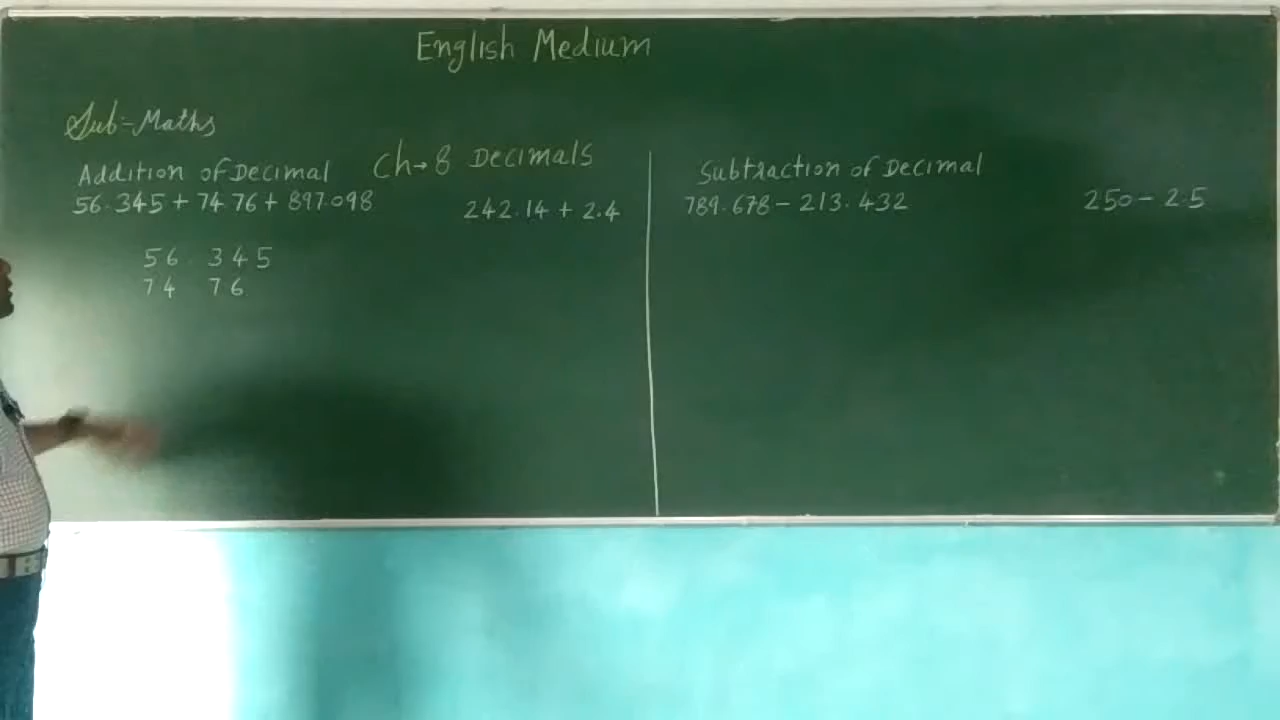 English Medium
Sub-Maths
Ch→8 Decimals
Addition of Decimal
56.345 + 74.76 + 897.098
242.14 + 2.4
56.345
74 76
Subtraction of Decimal
789.678 - 213.432
250 - 2.5